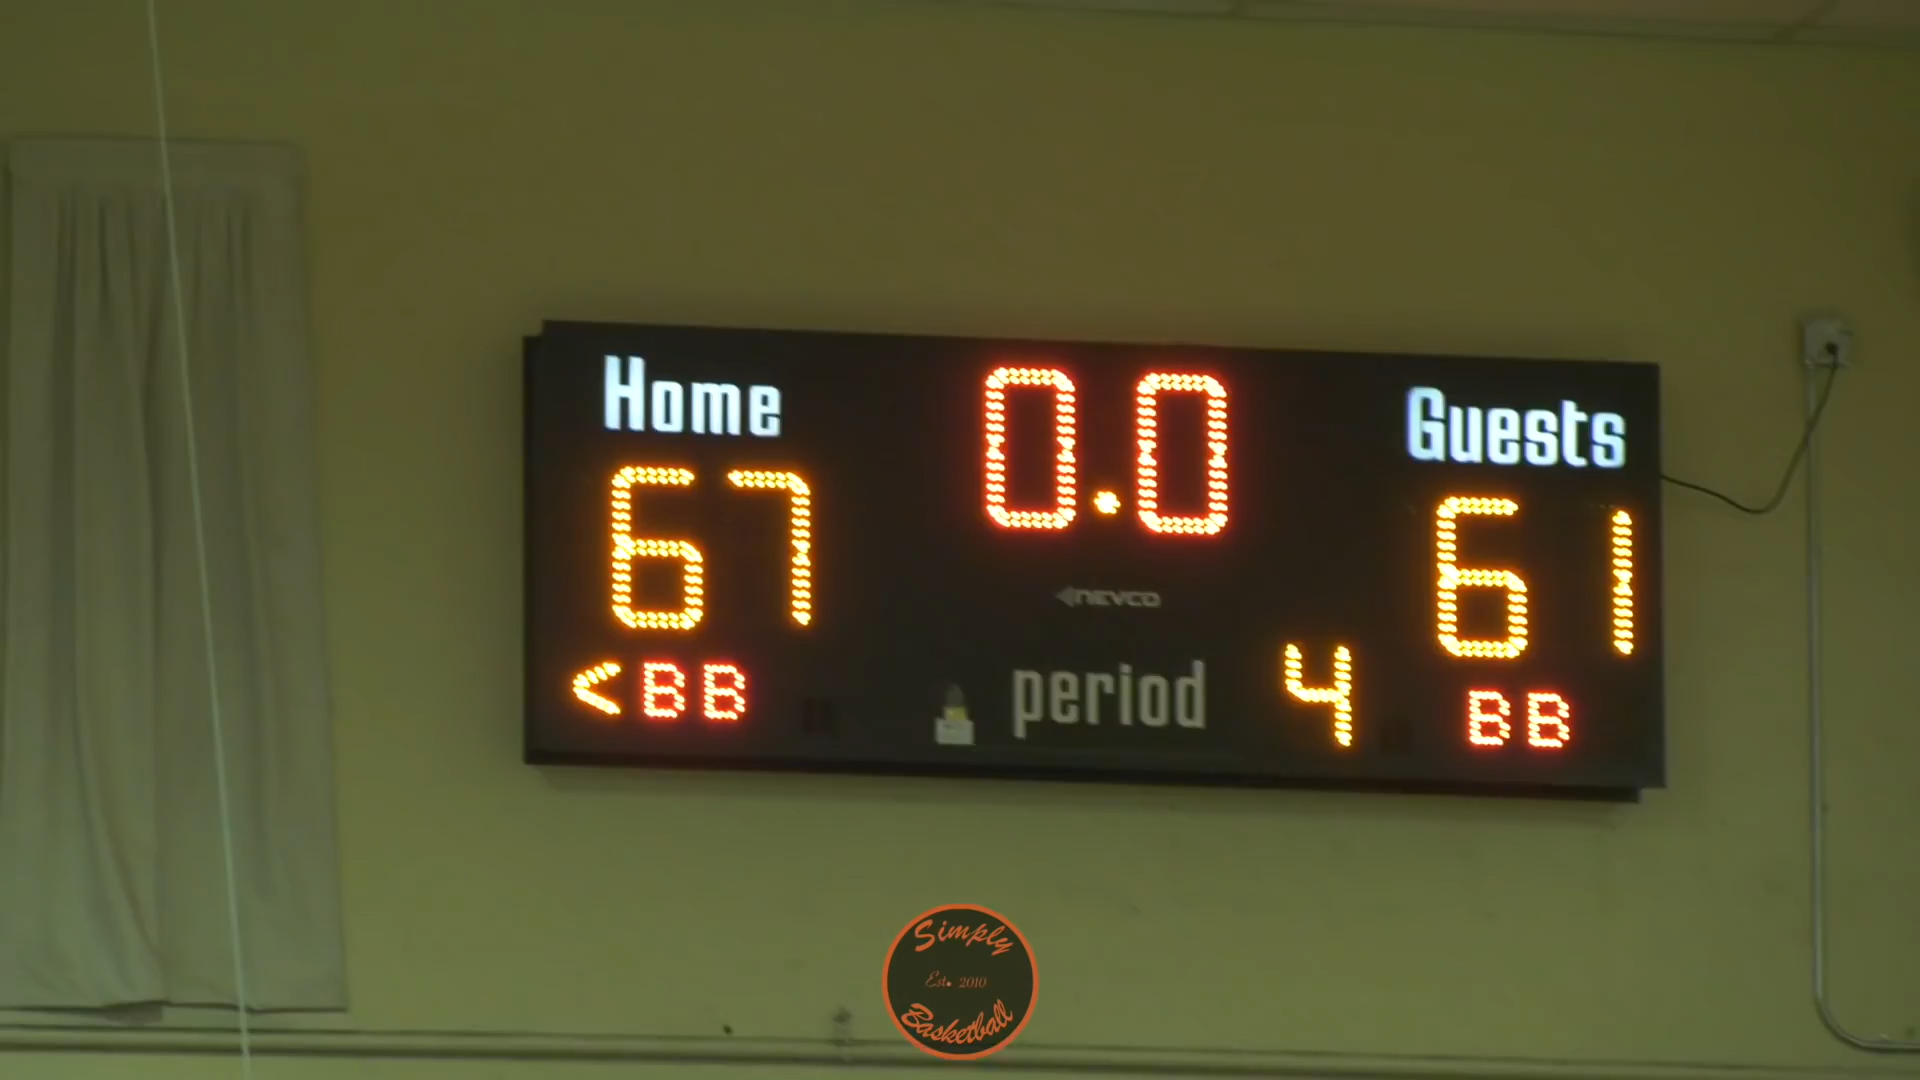 Home 0.0 Guests
67 61
NEVCO
<BB period 4 BB
Simply
Est. 2010
Basketball